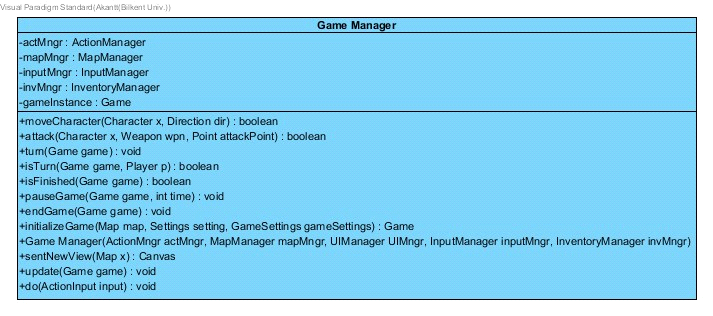 Visual Paradigm Standard(Akantt(Bilkent Univ.))
Game Manager
-actMngr : ActionManager
-mapMngr : MapManager
-inputMngr : InputManager
-invMngr : InventoryManager
-gameInstance : Game
+moveCharacter(Character x, Direction dir) : boolean
+attack(Character x, Weapon wpn, Point attackPoint) : boolean
+turn(Game game) : void
+isTurn(Game game, Player p) : boolean
+isFinished(Game game) : boolean
+pauseGame(Game game, int time) : void
+endGame(Game game) : void
+initializeGame(Map map, Settings setting, GameSettings gameSettings) : Game
+Game Manager(ActionMngr actMngr, MapManager mapMngr, UIManager UIMngr, InputManager inputMngr, InventoryManager invMngr)
+sentNewView(Map x) : Canvas
+update(Game game) : void
+do(ActionInput input) : void